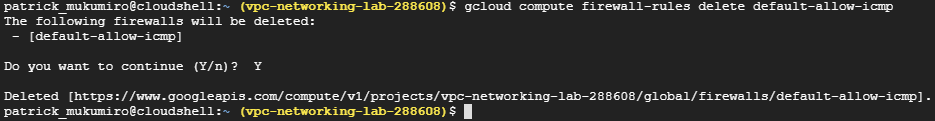 patrick_mukumiro@cloudshell:~ (vpc-networking-lab-288608)$ gcloud compute firewall-rules delete default-allow-icmp
The following firewalls will be deleted:
 - [default-allow-icmp]
Do you want to continue (Y/n)?  Y
Deleted [https://www.googleapis.com/compute/v1/projects/vpc-networking-lab-288608/global/firewalls/default-allow-icmp].
patrick_mukumiro@cloudshell:~ (vpc-networking-lab-288608)$